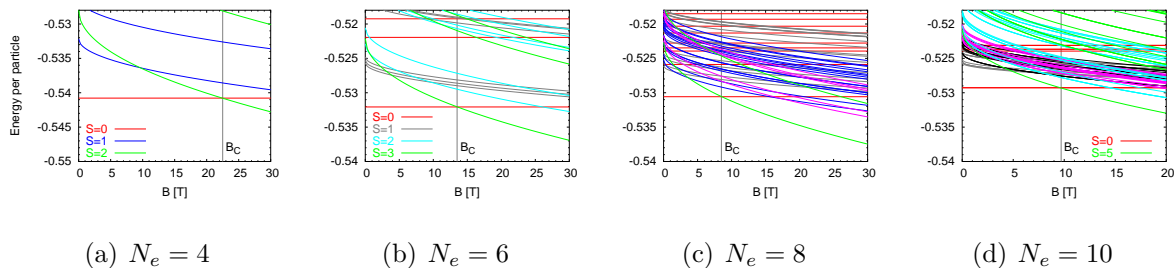 Energy per particle
-0.53
-0.535
-0.54
-0.545
-0.55
S=0
S=1
S=2
B_C
0 5 10 15 20 25 30
B [T]
(a) N_e = 4
-0.52
-0.525
-0.53
-0.535
-0.54
S=0
S=1
S=2
S=3
B_C
0 5 10 15 20 25 30
B [T]
(b) N_e = 6
-0.52
-0.525
-0.53
-0.535
-0.54
B_C
0 5 10 15 20 25 30
B [T]
(c) N_e = 8
-0.52
-0.525
-0.53
-0.535
-0.54
S=0
S=5
B_C
0 5 10 15 20
B [T]
(d) N_e = 10